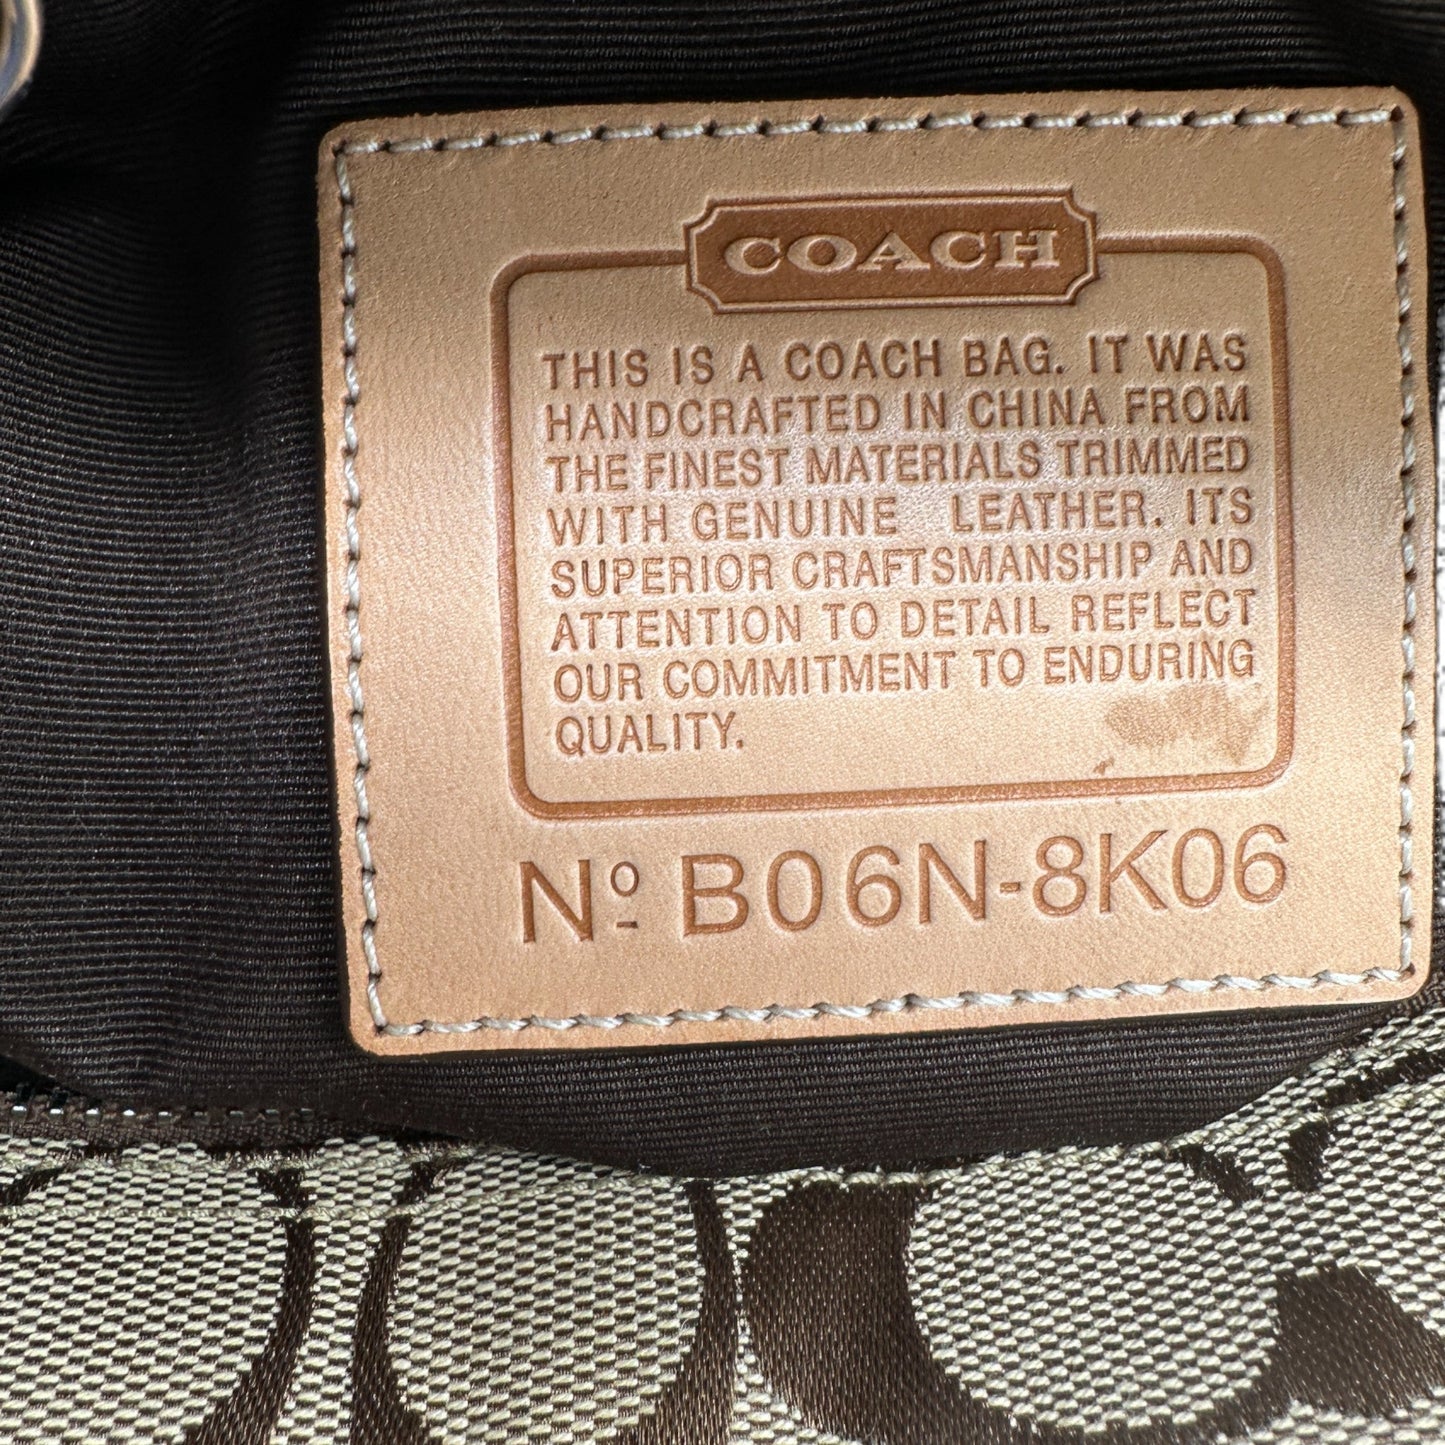 COACH
THIS IS A COACH BAG. IT WAS
HANDCRAFTED IN CHINA FROM
THE FINEST MATERIALS TRIMMED
WITH GENUINE LEATHER. ITS
SUPERIOR CRAFTSMANSHIP AND
ATTENTION TO DETAIL REFLECT
OUR COMMITMENT TO ENDURING
QUALITY.
Nº B06N-8K06